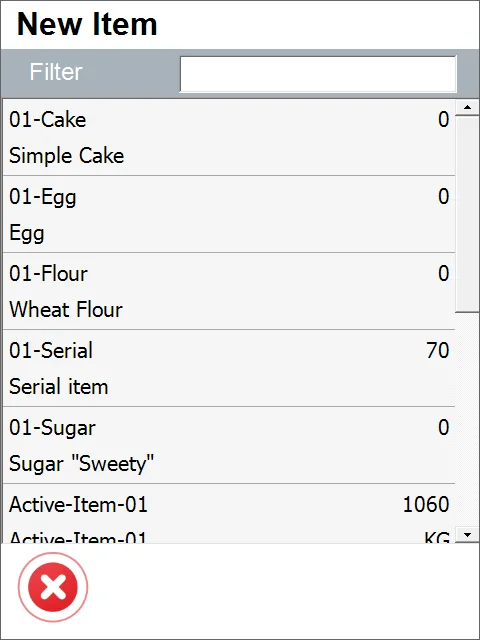 New Item
Filter
01-Cake 0
Simple Cake
01-Egg 0
Egg
01-Flour 0
Wheat Flour
01-Serial 70
Serial item
01-Sugar 0
Sugar "Sweety"
Active-Item-01 1060
Active-Item-01 KG